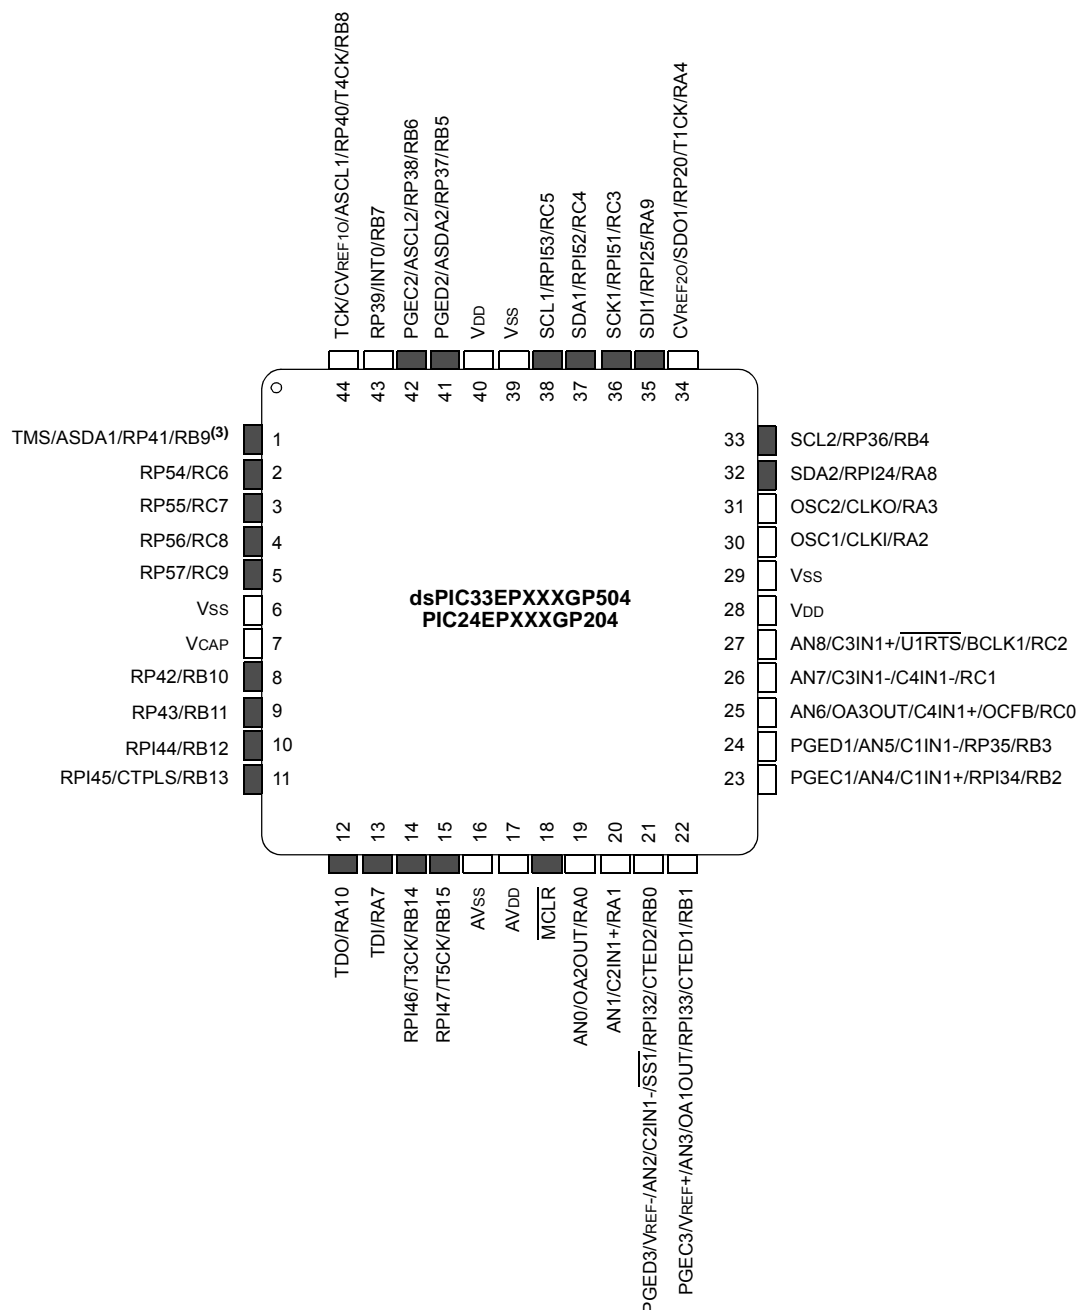 TCK/CVREF1O/ASCL1/RP40/T4CK/RB8
RP39/INT0/RB7
PGEC2/ASCL2/RP38/RB6
PGED2/ASDA2/RP37/RB5
VDD
VSS
SCL1/RPI53/RC5
SDA1/RPI52/RC4
SCK1/RPI51/RC3
SDI1/RPI25/RA9
CVREF2O/SDO1/RP20/T1CK/RA4
44 43 42 41 40 39 38 37 36 35 34
TMS/ASDA1/RP41/RB9(3) 1
RP54/RC6 2
RP55/RC7 3
RP56/RC8 4
RP57/RC9 5
VSS 6
VCAP 7
RP42/RB10 8
RP43/RB11 9
RPI44/RB12 10
RPI45/CTPLS/RB13 11
dsPIC33EPXXXGP504
PIC24EPXXXGP204
33 SCL2/RP36/RB4
32 SDA2/RPI24/RA8
31 OSC2/CLKO/RA3
30 OSC1/CLKI/RA2
29 VSS
28 VDD
27 AN8/C3IN1+/U1RTS/BCLK1/RC2
26 AN7/C3IN1-/C4IN1-/RC1
25 AN6/OA3OUT/C4IN1+/OCFB/RC0
24 PGED1/AN5/C1IN1-/RP35/RB3
23 PGEC1/AN4/C1IN1+/RPI34/RB2
12 13 14 15 16 17 18 19 20 21 22
TDO/RA10
TDI/RA7
RPI46/T3CK/RB14
RPI47/T5CK/RB15
AVSS
AVDD
MCLR
AN0/OA2OUT/RA0
AN1/C2IN1+/RA1
PGED3/VREF-/AN2/C2IN1-/SS1/RPI32/CTED2/RB0
PGEC3/VREF+/AN3/OA1OUT/RPI33/CTED1/RB1